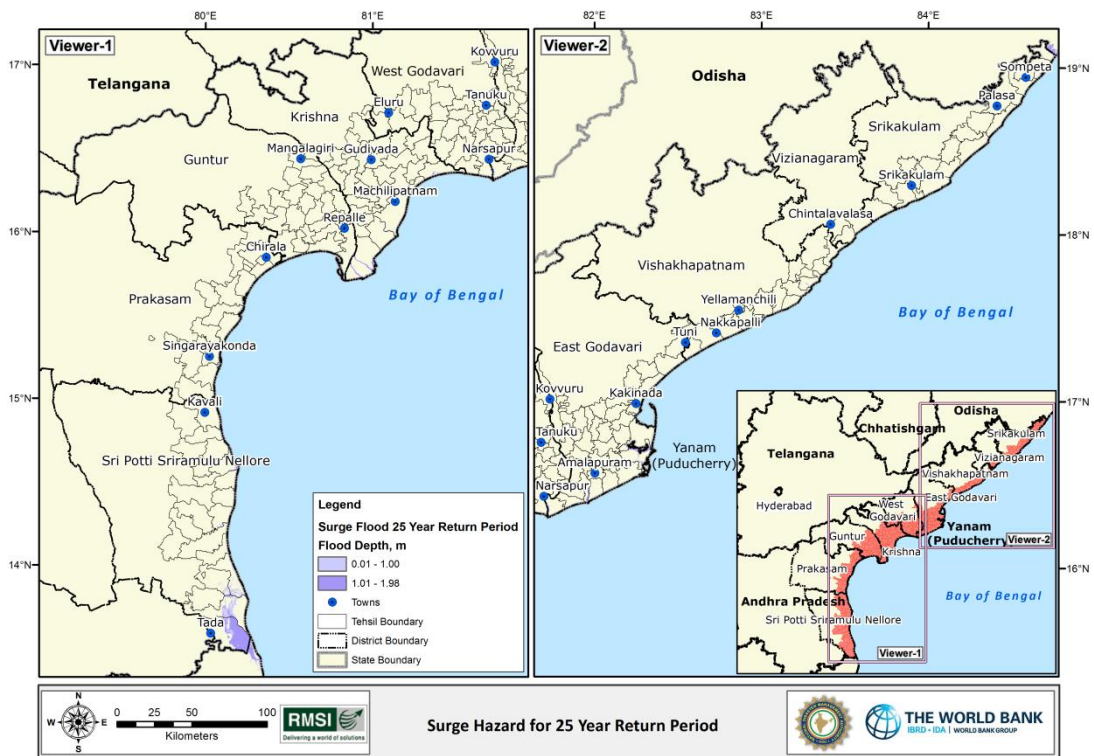 80°E
81°E
82°E
83°E
84°E
Viewer-1
Viewer-2
17°N
16°N
15°N
14°N
Telangana
Kovvuru
West Godavari
Tanuku
Eluru
Krishna
Guntur
Mangalagiri
Gudivada
Narsapur
Machilipatnam
Repalle
Chirala
Bay of Bengal
Prakasam
Singarayakonda
Kavali
Sri Potti Sriramulu Nellore
Tada
Legend
Surge Flood 25 Year Return Period
Flood Depth, m
0.01 - 1.00
1.01 - 1.98
Towns
Tehsil Boundary
District Boundary
State Boundary
19°N
18°N
17°N
16°N
Sompeta
Odisha
Palasa
Srikakulam
Vizianagaram
Srikakulam
Chintalavalasa
Vishakhapatnam
Yellamanchili
Bay of Bengal
Nakkapalli
Tuni
East Godavari
Kovvuru
Kakinada
Tanuku
Yanam
(Puducherry)
Amalapuram
Narsapur
Odisha
Chhatishgarh
Srikakulam
Telangana
Vizianagaram
Vishakhapatnam
Hyderabad
West
Godavari
East Godavari
Guntur
Yanam
(Puducherry)
Viewer-2
Krishna
Prakasam
Andhra Pradesh
Bay of Bengal
Sri Potti Sriramulu Nellore
Viewer-1
N
W E
S
0 25 50 100
Kilometers
RMSI
Delivering a world of solutions
Surge Hazard for 25 Year Return Period
THE WORLD BANK
IBRD • IDA | WORLD BANK GROUP